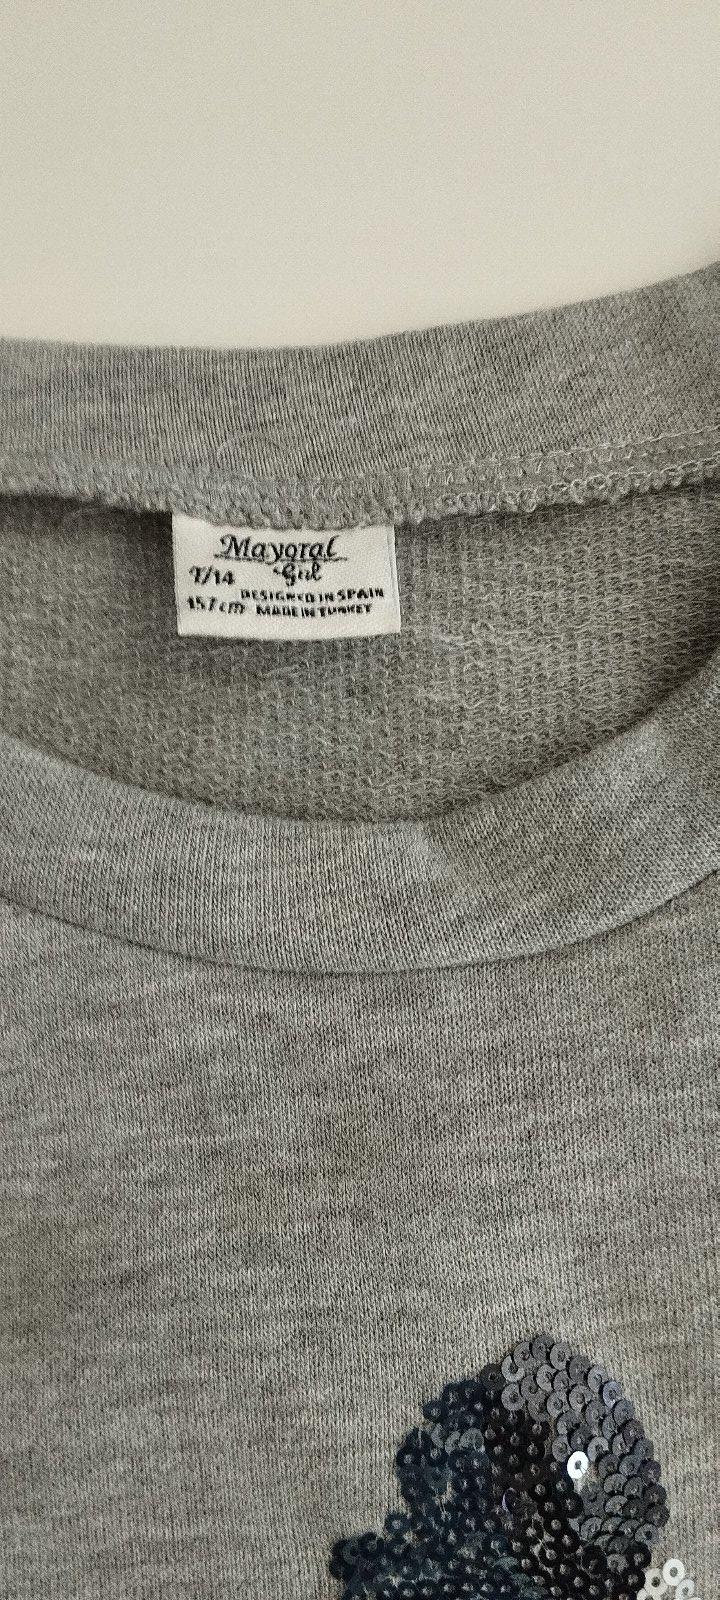 Mayoral
T/14 Girl
DESIGNED IN SPAIN
157 cm MADE IN TURKEY